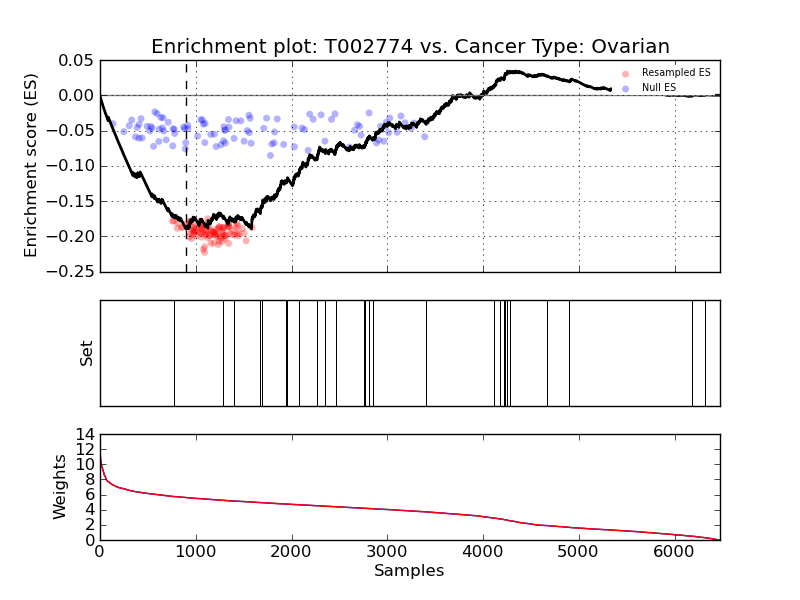 Enrichment plot: T002774 vs. Cancer Type: Ovarian
Enrichment score (ES)
0.05
0.00
−0.05
−0.10
−0.15
−0.20
−0.25
Resampled ES
Null ES
Set
Weights
14
12
10
8
6
4
2
0
0 1000 2000 3000 4000 5000 6000
Samples